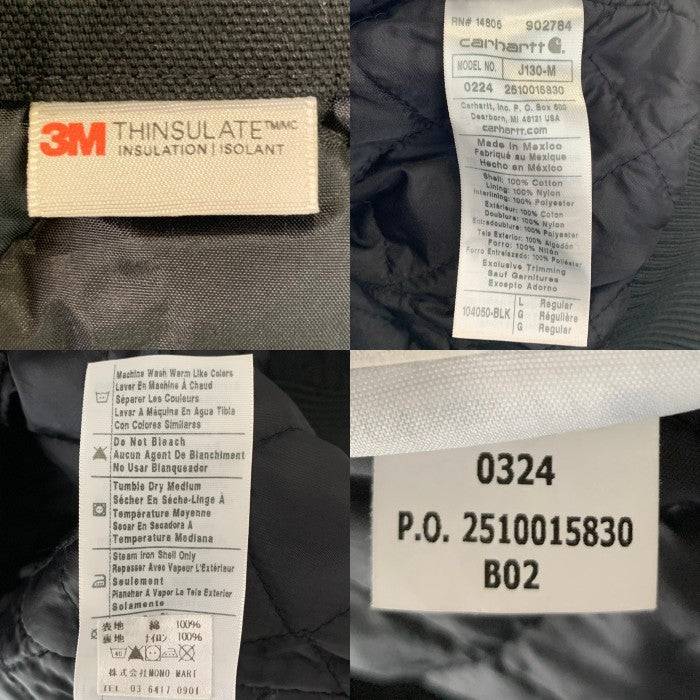 3M THINSULATE™/MC
INSULATION | ISOLANT
RN# 14806 902784
carhartt
MODEL NO. J130-M
0224 2510015830
Carhartt, Inc, P.O. Box 600
Dearborn, MI 48121 USA
carhartt.com
Made in Mexico
Fabriqué au Mexique
Hecho en México
Shell: 100% Cotton
Lining: 100% Nylon
Interlining: 100% Polyester
Extérieur: 100% Coton
Doublure: 100% Nylon
Entredoublure: 100% Polyester
Tela Exterior: 100% Algodón
Forro: 100% Nilón
Forro Entrelazado: 100% Poliéster
Exclusive Trimming
Sauf Garnitures
Excepto Adorno
104050-BLK
L Regular
G Regulière
G Regular
Machine Wash Warm Like Colors
Laver En Machine À Chaud
Séparer Les Couleurs
Lavar A Máquina En Agua Tibia
Con Colores Similares
Do Not Bleach
Aucun Agent De Blanchiment
No Usar Blanqueador
Tumble Dry Medium
Sécher En Sèche-Linge À
Température Moyenne
Secar En Secadora A
Temperatura Mediana
Steam Iron Shell Only
Repasser Avec Vapeur L'Extérieur
Seulement
Planchar A Vapor La Tela Exterior
Solamente
表地 綿 100%
裏地 ナイロン 100%
40
株式会社MONO MART
TEL 03 6417 0901
0324
P.O. 2510015830
B02